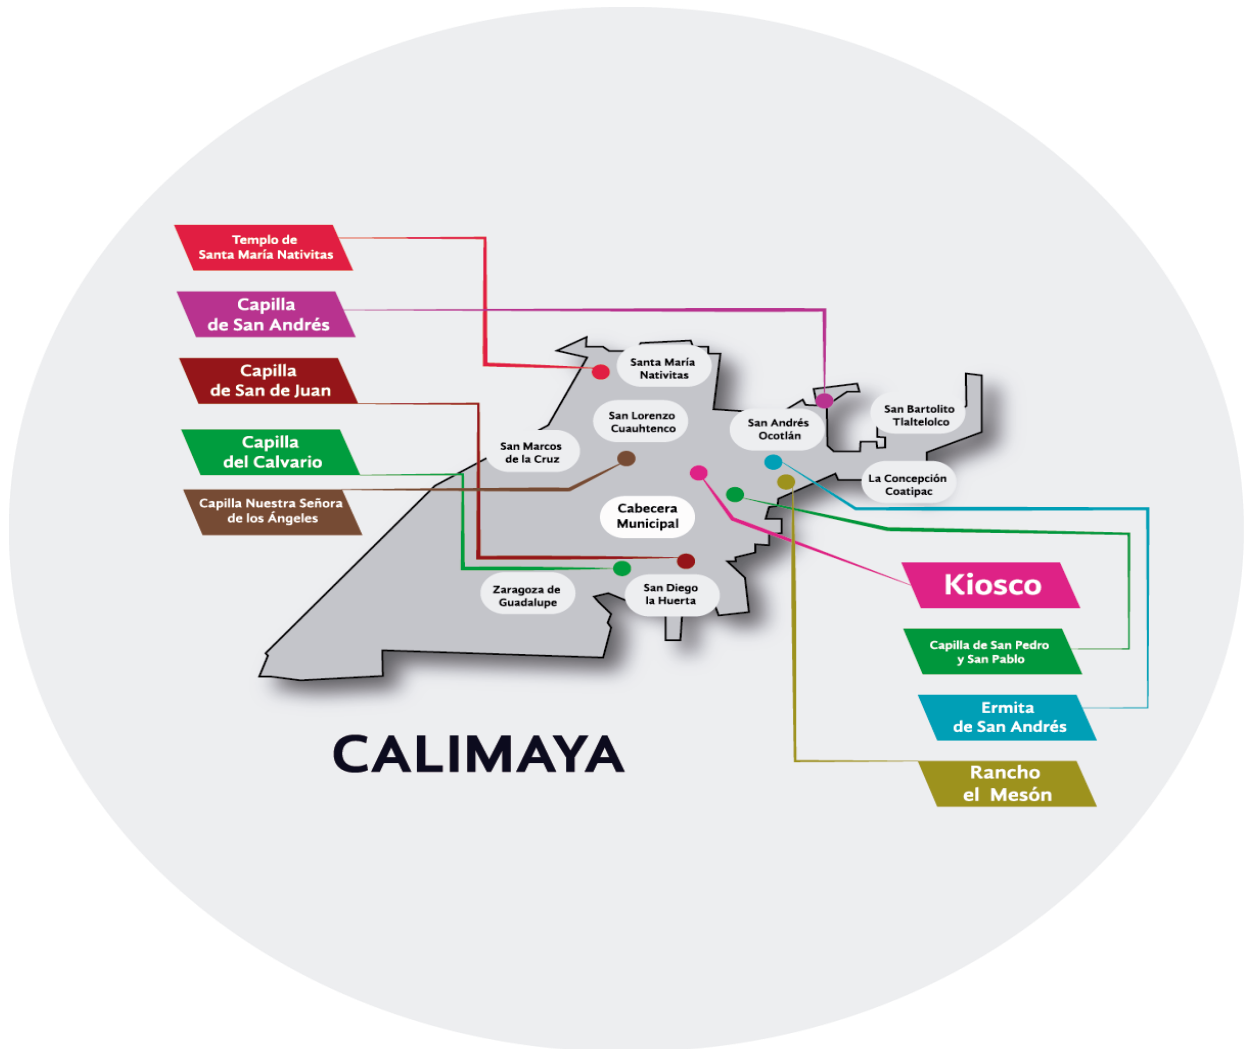 Templo de
Santa María Nativitas
Capilla
de San Andrés
Capilla
de San de Juan
Capilla
del Calvario
Capilla Nuestra Señora
de los Ángeles
Santa María
Nativitas
San Lorenzo
Cuauhtenco
San Marcos
de la Cruz
San Andrés
Ocotlán
San Bartolito
Tlaltelolco
La Concepción
Coatipac
Cabecera
Municipal
Zaragoza de
Guadalupe
San Diego
la Huerta
Kiosco
Capilla de San Pedro
y San Pablo
Ermita
de San Andrés
Rancho
el Mesón
CALIMAYA